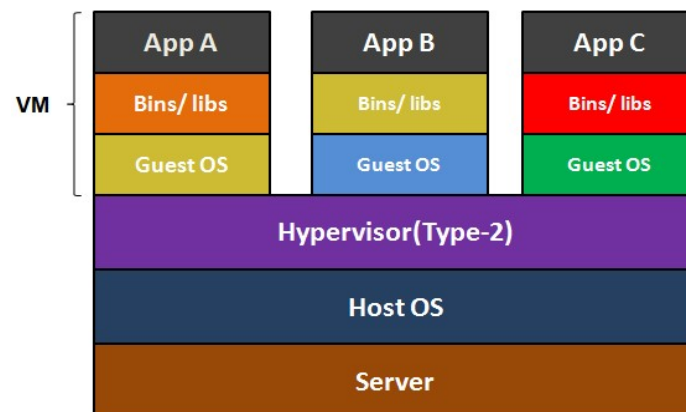 App A
App B
App C
VM
Bins/ libs
Bins/ libs
Bins/ libs
Guest OS
Guest OS
Guest OS
Hypervisor(Type-2)
Host OS
Server